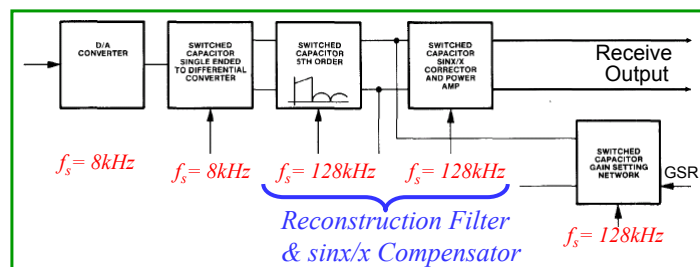 D/A
CONVERTER
SWITCHED
CAPACITOR
SINGLE ENDED
TO DIFFERENTIAL
CONVERTER
SWITCHED
CAPACITOR
5TH ORDER
SWITCHED
CAPACITOR
SINX/X
CORRECTOR
AND POWER
AMP
Receive
Output
SWITCHED
CAPACITOR
GAIN SETTING
NETWORK
GSR
fs= 8kHz
fs= 8kHz
fs= 128kHz
fs= 128kHz
fs= 128kHz
Reconstruction Filter
& sinx/x Compensator